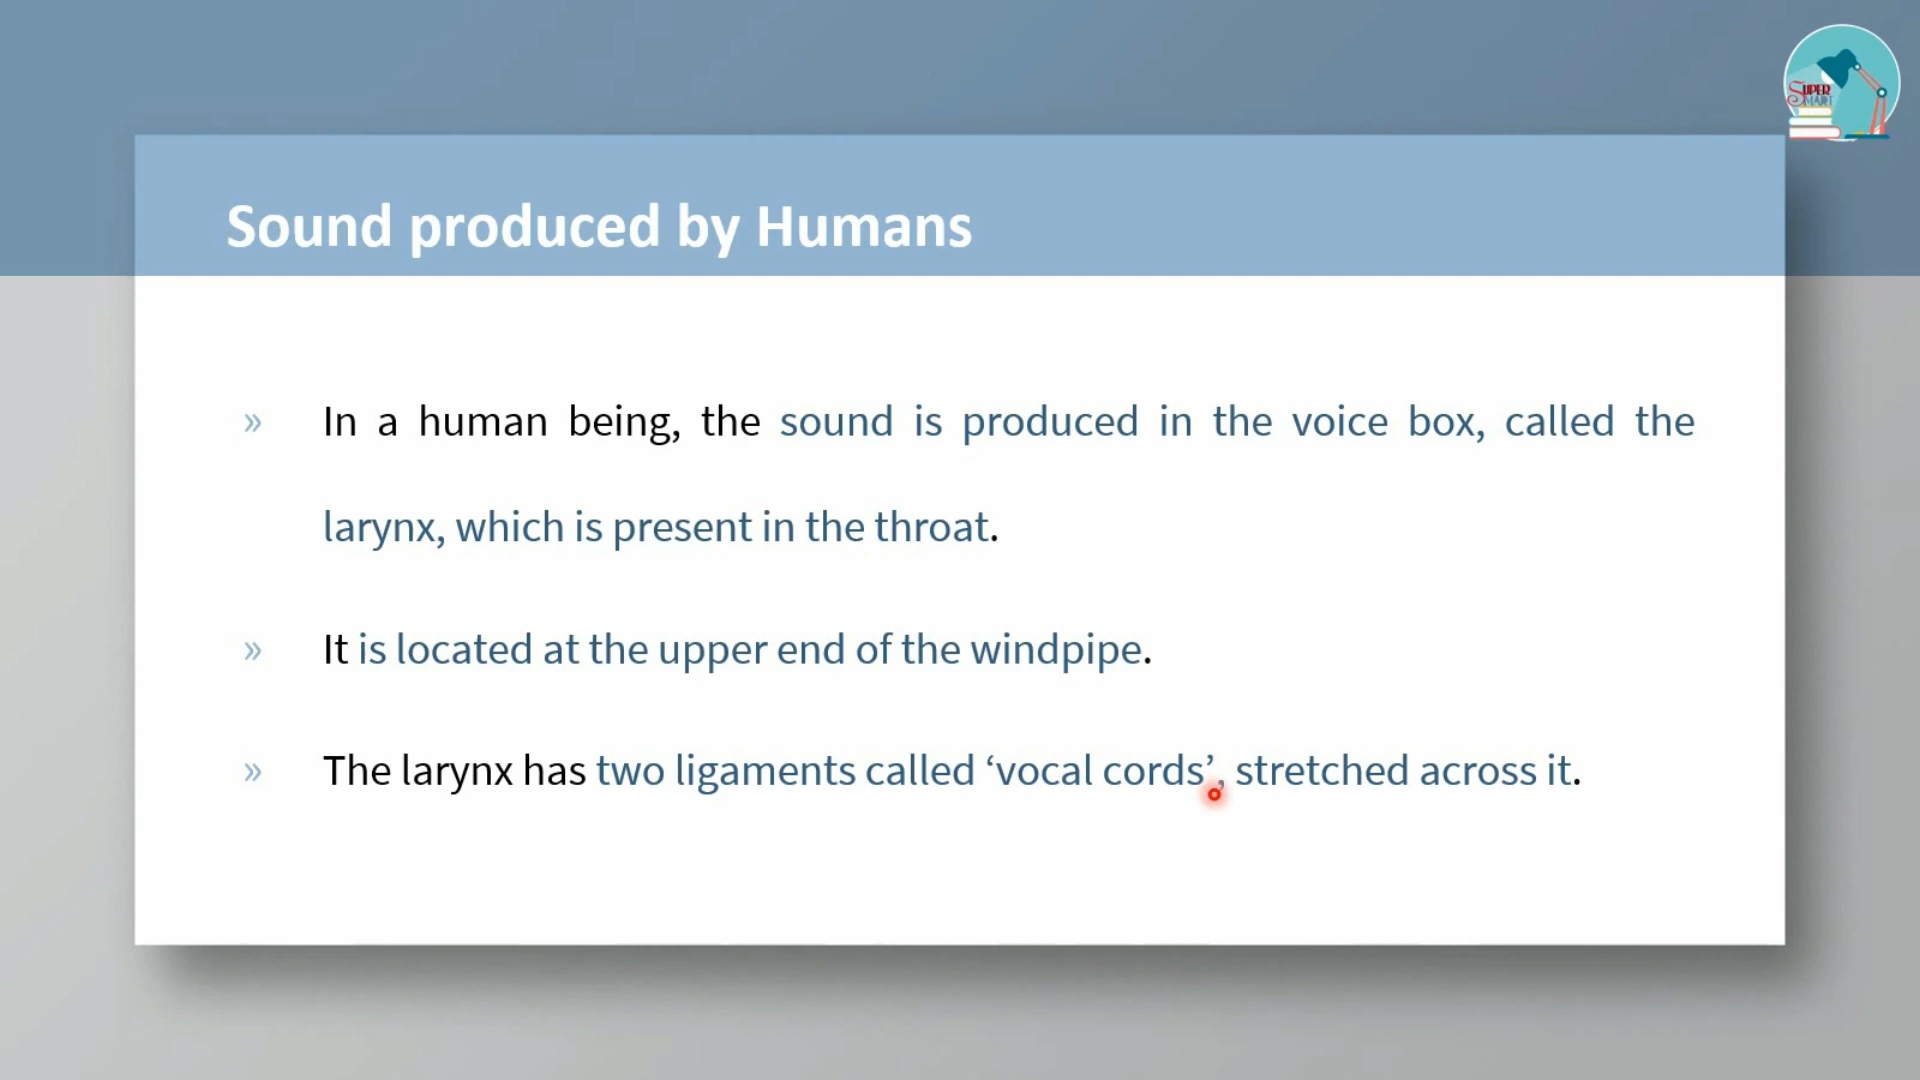 SUPER
SMART
Sound produced by Humans
» In a human being, the sound is produced in the voice box, called the
larynx, which is present in the throat.
» It is located at the upper end of the windpipe.
» The larynx has two ligaments called ‘vocal cords’, stretched across it.